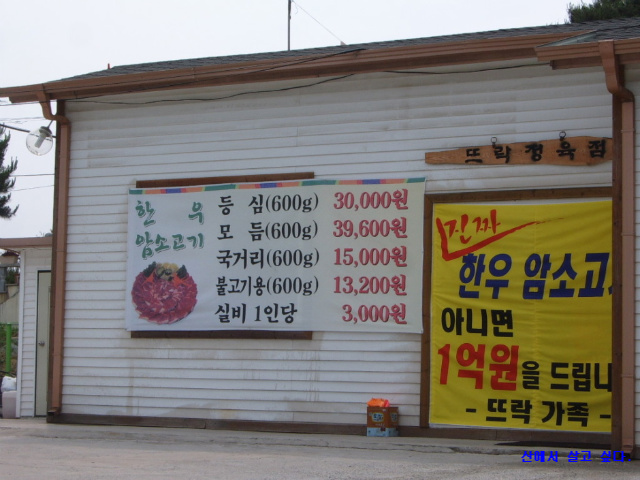 뜨락정육점
한우
암소고기
등 심(600g) 30,000원
모 듬(600g) 39,600원
국거리(600g) 15,000원
불고기용(600g) 13,200원
실비 1인당 3,000원
진짜
한우 암소고기
아니면
1억원을 드립니
- 뜨락 가족 -
산에서 살고 싶다